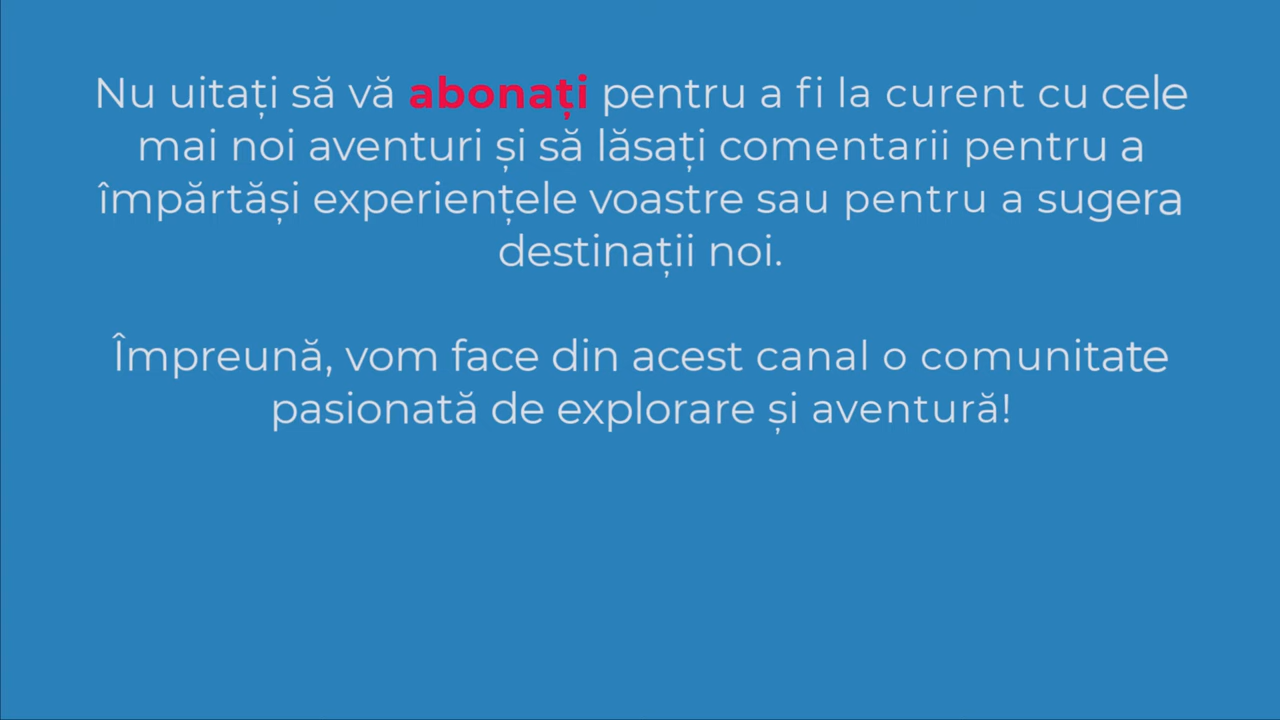 Nu uitați să vă abonați pentru a fi la curent cu cele
mai noi aventuri și să lăsați comentarii pentru a
împărtăși experiențele voastre sau pentru a sugera
destinații noi.
Împreună, vom face din acest canal o comunitate
pasionată de explorare și aventură!